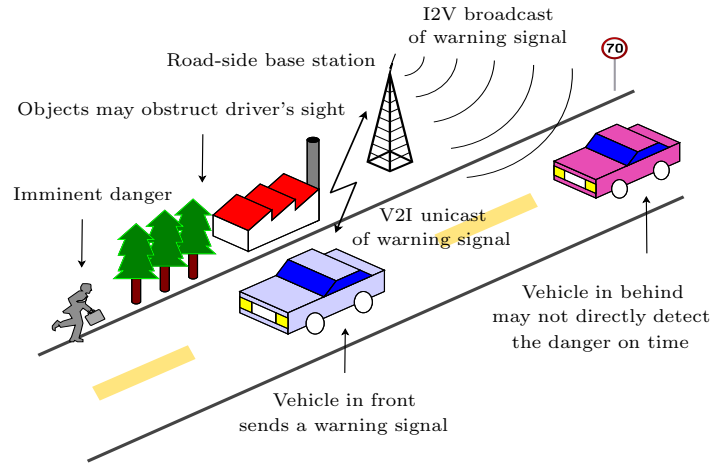 I2V broadcast
of warning signal
Road-side base station
70
Objects may obstruct driver's sight
Imminent danger
V2I unicast
of warning signal
Vehicle in behind
may not directly detect
the danger on time
Vehicle in front
sends a warning signal